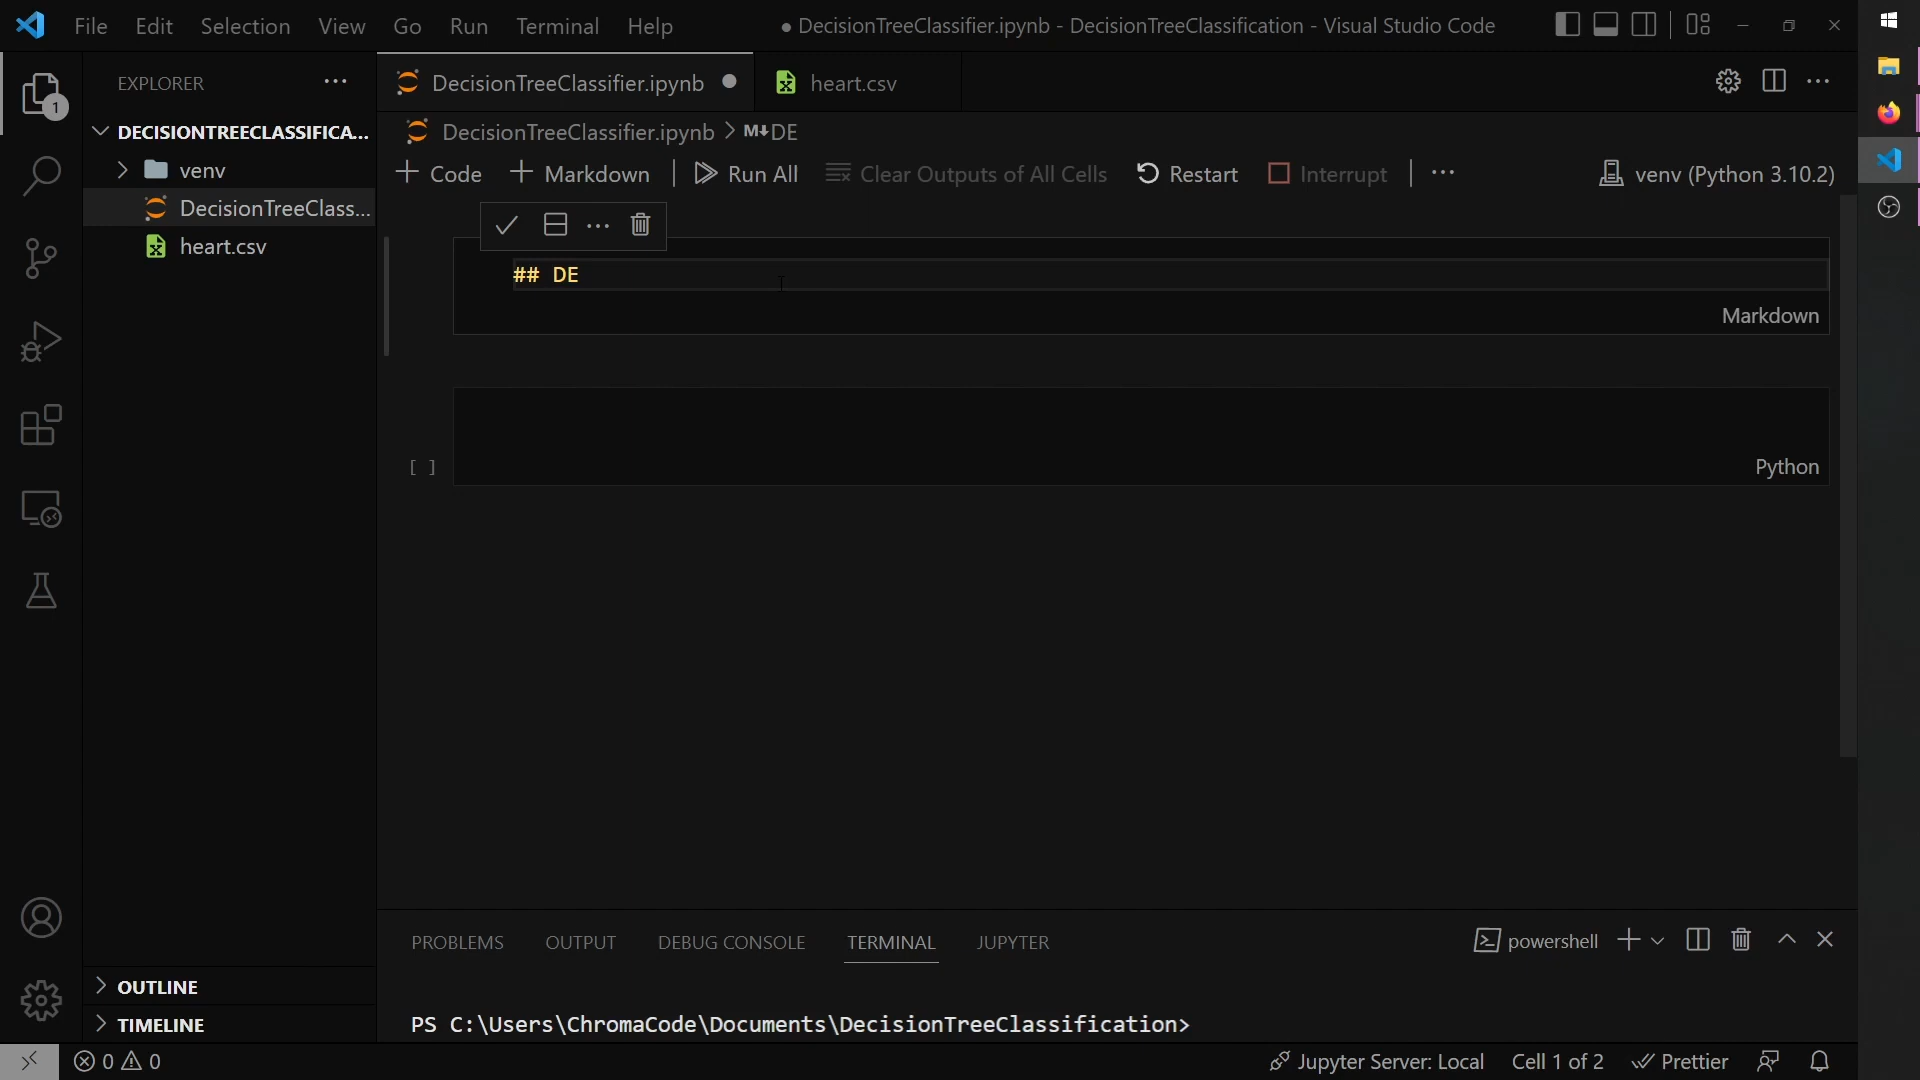 File Edit Selection View Go Run Terminal Help ● DecisionTreeClassifier.ipynb - DecisionTreeClassification - Visual Studio Code
EXPLORER
DecisionTreeClassifier.ipynb
heart.csv
1
DECISIONTREECLASSIFICA...
venv
DecisionTreeClass...
heart.csv
DecisionTreeClassifier.ipynb > M↓DE
+ Code + Markdown Run All Clear Outputs of All Cells Restart Interrupt ... venv (Python 3.10.2)
## DE
Markdown
[ ]
Python
OUTLINE
TIMELINE
PROBLEMS OUTPUT DEBUG CONSOLE TERMINAL JUPYTER powershell
PS C:\Users\ChromaCode\Documents\DecisionTreeClassification>
0 0 Jupyter Server: Local Cell 1 of 2 Prettier